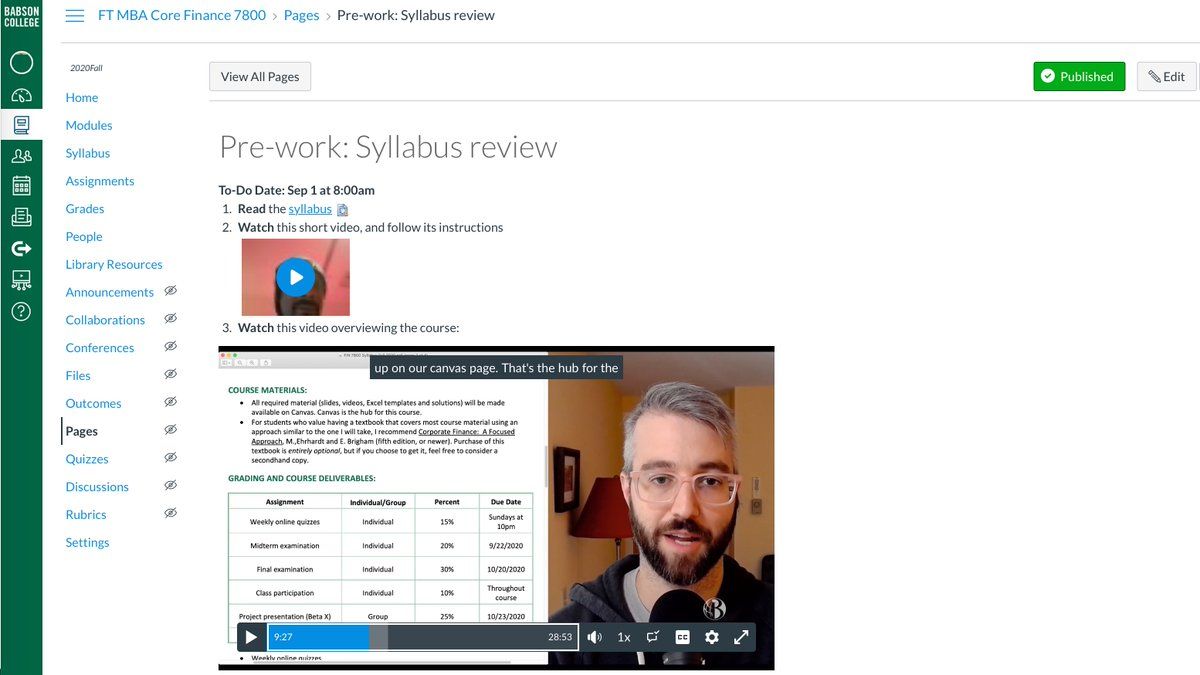 BABSON
COLLEGE
FT MBA Core Finance 7800 › Pages › Pre-work: Syllabus review
2020Fall
View All Pages
Published
Edit
Home
Modules
Syllabus
Assignments
Grades
People
Library Resources
Announcements
Collaborations
Conferences
Files
Outcomes
Pages
Quizzes
Discussions
Rubrics
Settings
Pre-work: Syllabus review
To-Do Date: Sep 1 at 8:00am
1. Read the syllabus
2. Watch this short video, and follow its instructions
3. Watch this video overviewing the course:
up on our canvas page. That's the hub for the
COURSE MATERIALS:
• All required material (slides, videos, Excel templates and solutions) will be made
available on Canvas. Canvas is the hub for this course.
• For students who value having a textbook that covers most course material using an
approach similar to the one I will take, I recommend Corporate Finance: A Focused
Approach, M.,Ehrhardt and E. Brigham (fifth edition, or newer). Purchase of this
textbook is entirely optional, but if you choose to get it, feel free to consider a
secondhand copy.
GRADING AND COURSE DELIVERABLES:
Assignment Individual/Group Percent Due Date
Weekly online quizzes Individual 15% Sundays at
10pm
Midterm examination Individual 20% 9/22/2020
Final examination Individual 30% 10/20/2020
Class participation Individual 10% Throughout
course
Project presentation (Beta X) Group 25% 10/23/2020
9:27 28:53 1x CC
• Weekly online quizzes
B